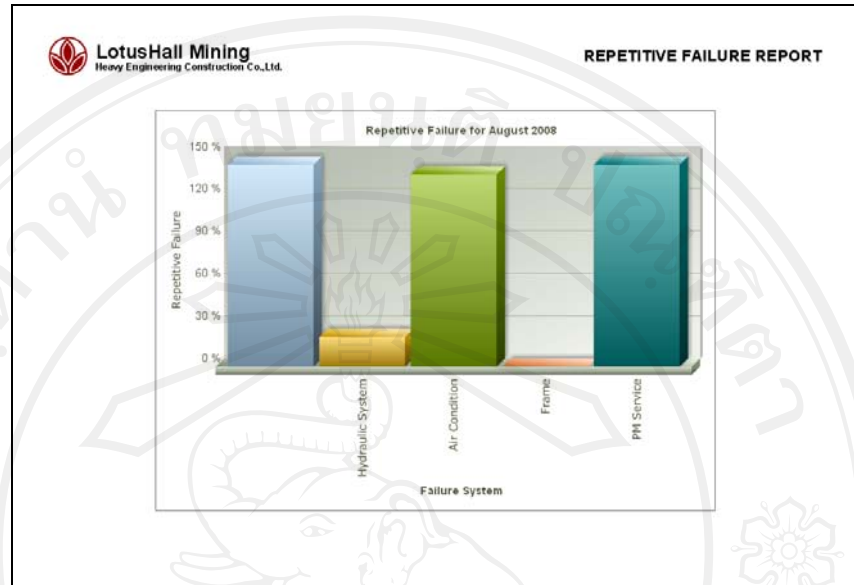 LotusHall Mining
Heavy Engineering Construction Co.,Ltd.
REPETITIVE FAILURE REPORT
Repetitive Failure for August 2008
150 %
120 %
90 %
60 %
30 %
0 %
Repetitive Failure
Hydraulic System
Air Condition
Frame
PM Service
Failure System